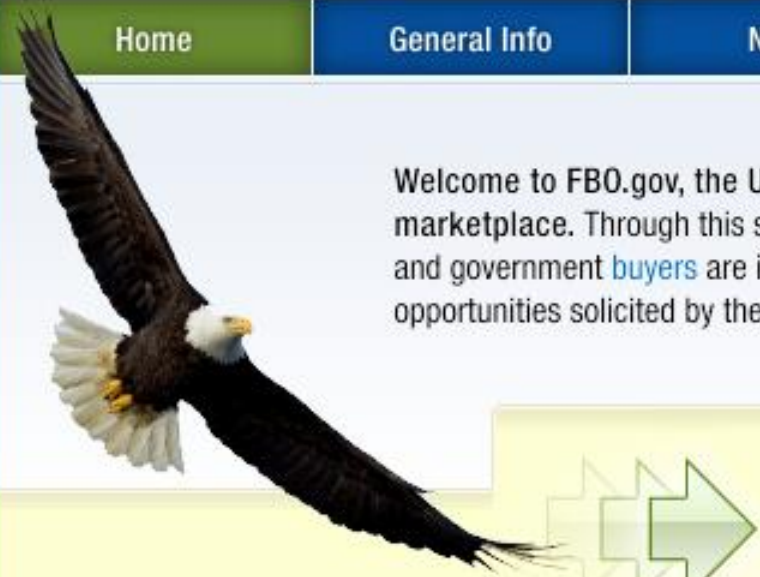 Home
General Info
N
Welcome to FBO.gov, the U
marketplace. Through this s
and government buyers are i
opportunities solicited by the